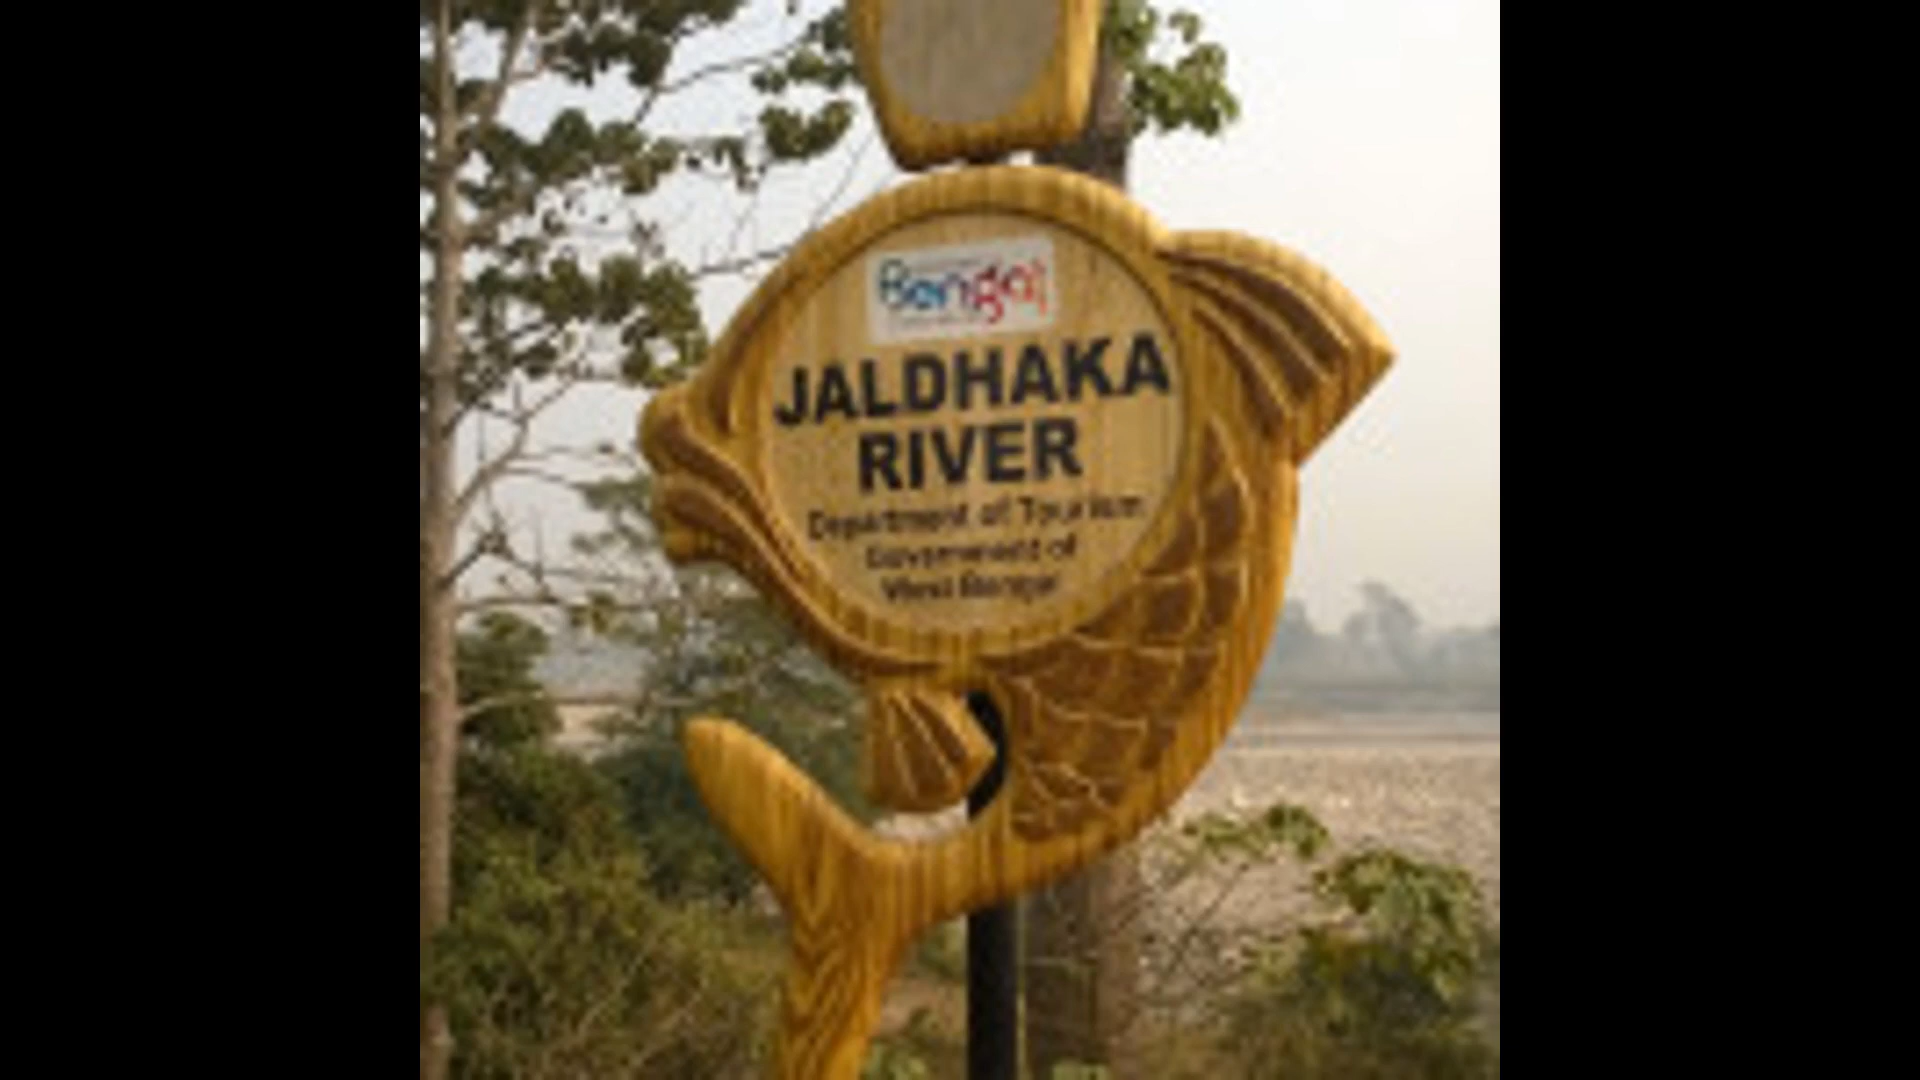 Bengal
JALDHAKA
RIVER
Department of Tourism
Government of
West Bengal